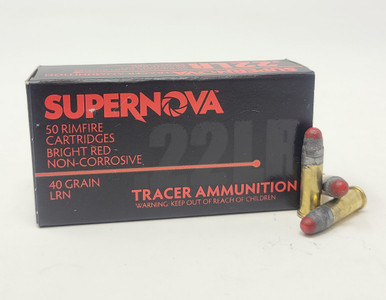 SUPERNOVA
22LR
50 RIMFIRE
CARTRIDGES
BRIGHT RED -
NON-CORROSIVE
22LR
40 GRAIN
LRN
TRACER AMMUNITION
WARNING: KEEP OUT OF REACH OF CHILDREN